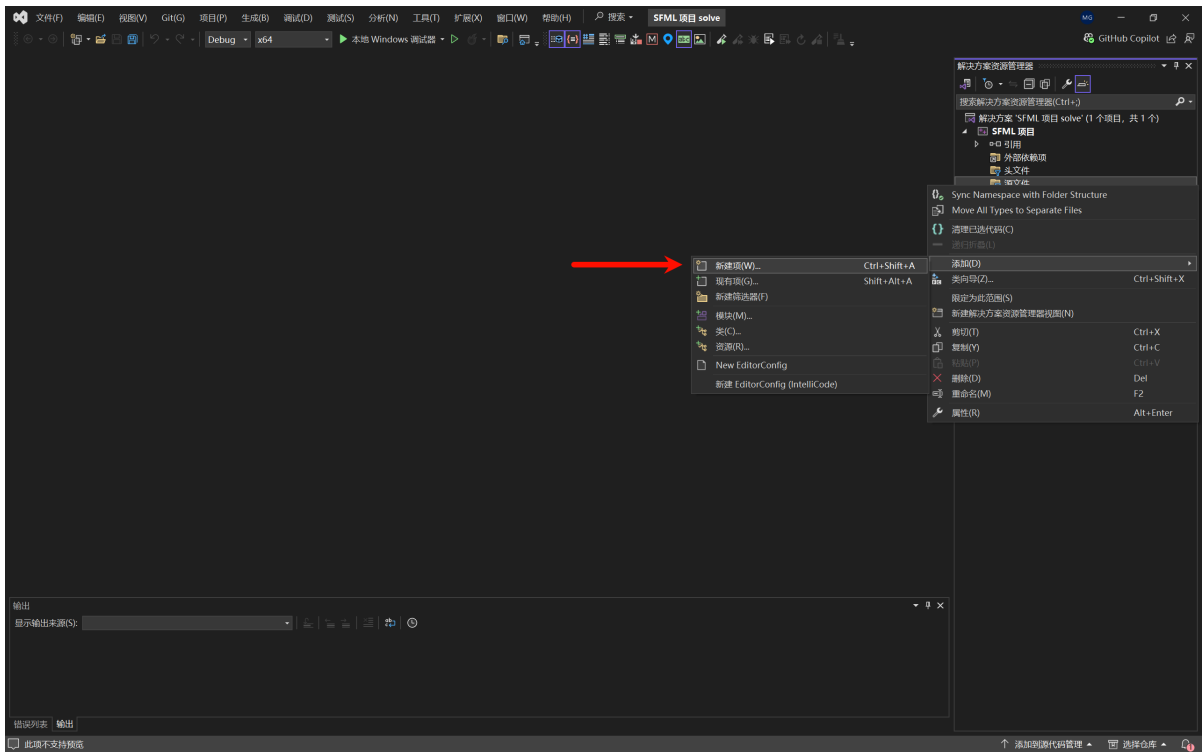 文件(F) 编辑(E) 视图(V) Git(G) 项目(P) 生成(B) 调试(D) 测试(S) 分析(N) 工具(T) 扩展(X) 窗口(W) 帮助(H) 搜索 SFML 项目 solve MG
Debug x64 本地 Windows 调试器 GitHub Copilot
解决方案资源管理器
搜索解决方案资源管理器(Ctrl+;)
解决方案 'SFML 项目 solve' (1 个项目，共 1 个)
SFML 项目
引用
外部依赖项
头文件
源文件
Sync Namespace with Folder Structure
Move All Types to Separate Files
清理已选代码(C)
递归折叠(L)
添加(D)
类向导(Z)... Ctrl+Shift+X
限定为此范围(S)
新建解决方案资源管理器视图(N)
剪切(T) Ctrl+X
复制(Y) Ctrl+C
粘贴(P) Ctrl+V
删除(D) Del
重命名(M) F2
属性(R) Alt+Enter
新建项(W)... Ctrl+Shift+A
现有项(G)... Shift+Alt+A
新建筛选器(F)
模块(M)...
类(C)...
资源(R)...
New EditorConfig
新建 EditorConfig (IntelliCode)
输出
显示输出来源(S):
错误列表 输出
此项不支持预览 添加到源代码管理 选择仓库